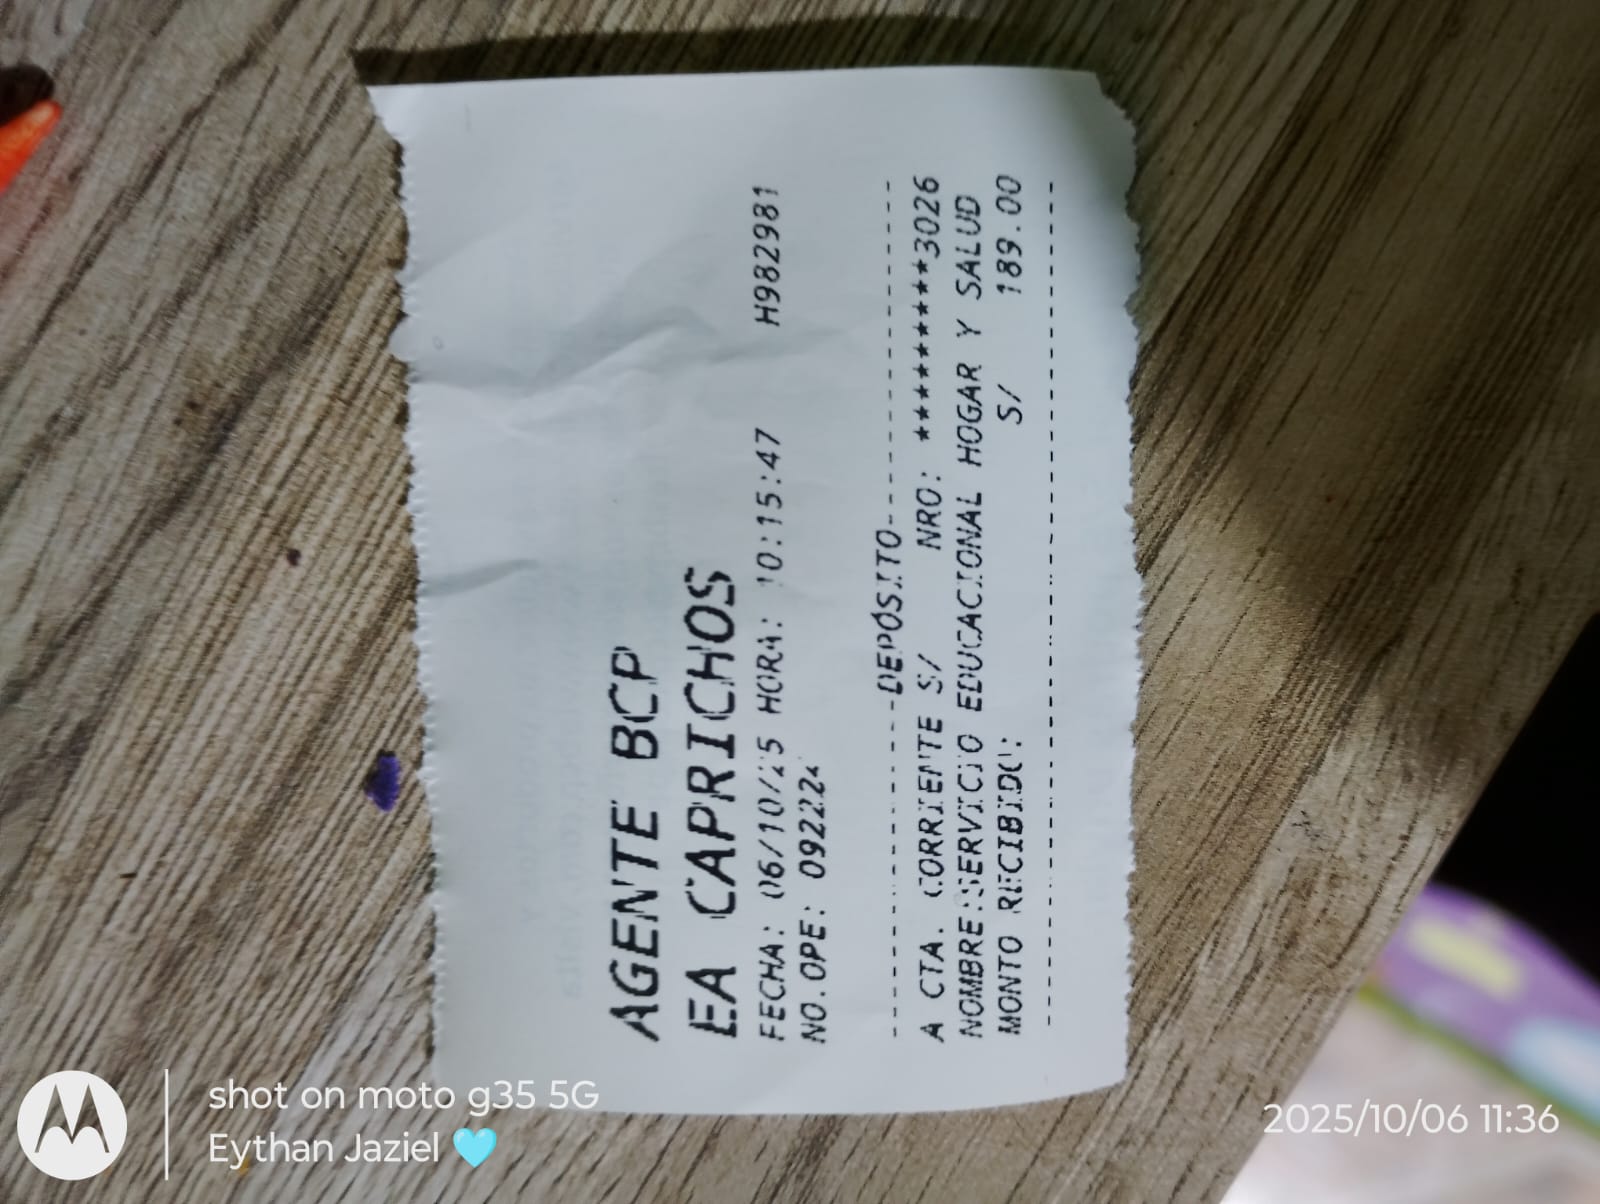 AGENTE BCP
EA CAPRICHOS
FECHA: 06/10/25 HORA: 10:15:47 H982981
NO.OPE: 092224
DEPOSITO
A CTA. CORRIENTE S/ NRO: *********3026
NOMBRE:SERVICIO EDUCACIONAL HOGAR Y SALUD
MONTO RECIBIDO: S/ 189.00
shot on moto g35 5G
Eythan Jaziel 🩵
2025/10/06 11:36